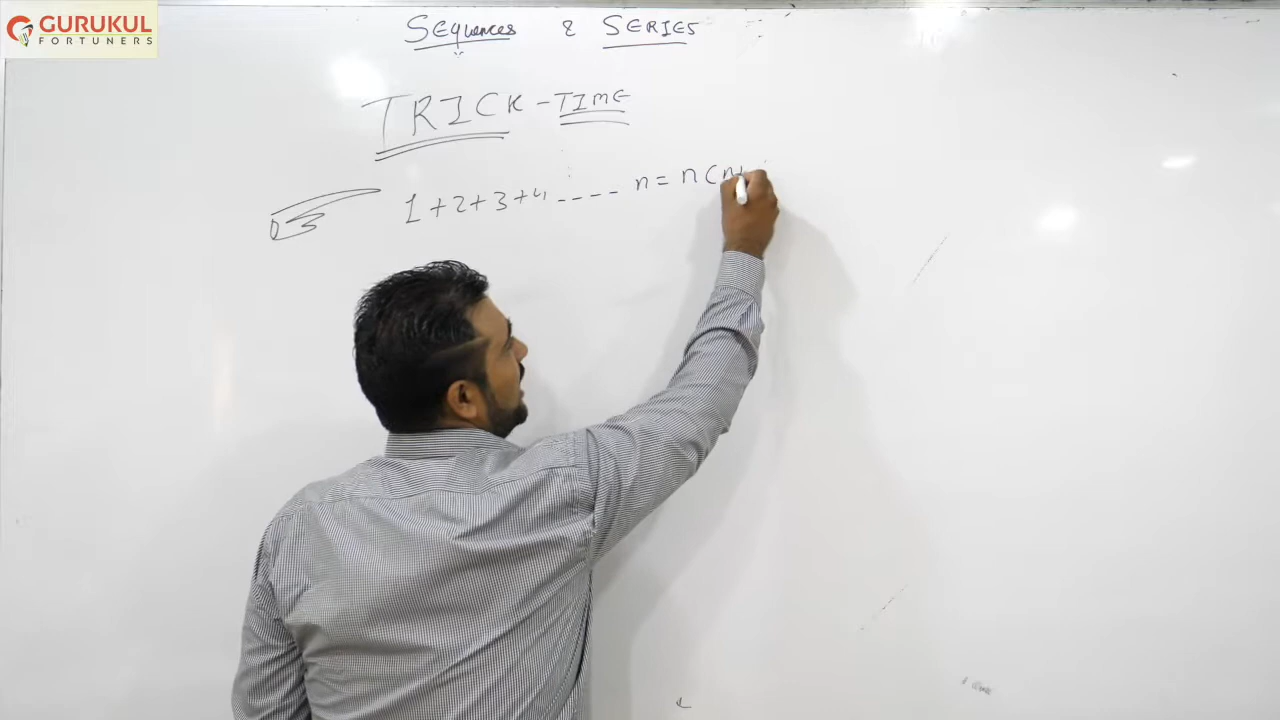 GURUKUL
FORTUNERS
Sequences & SERIES
TRICK - TIME
1+2+3+4 ---- n = n(n+